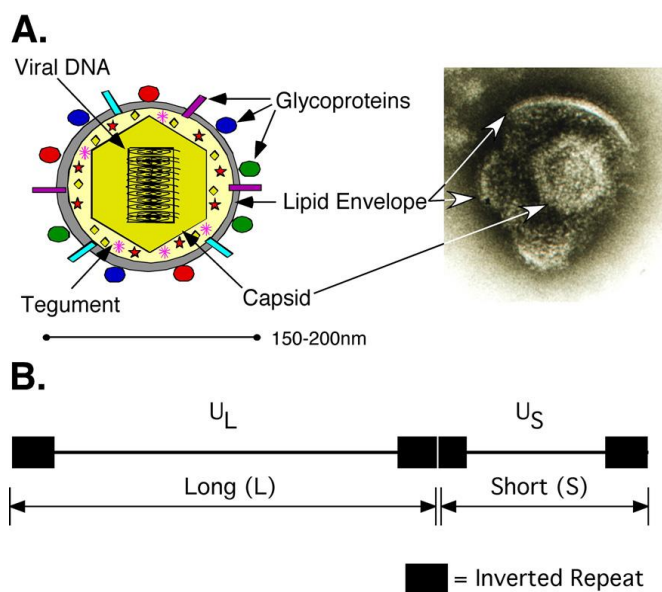 A.
Viral DNA
Glycoproteins
Lipid Envelope
Tegument
Capsid
150-200nm
B.
UL
US
Long (L)
Short (S)
= Inverted Repeat